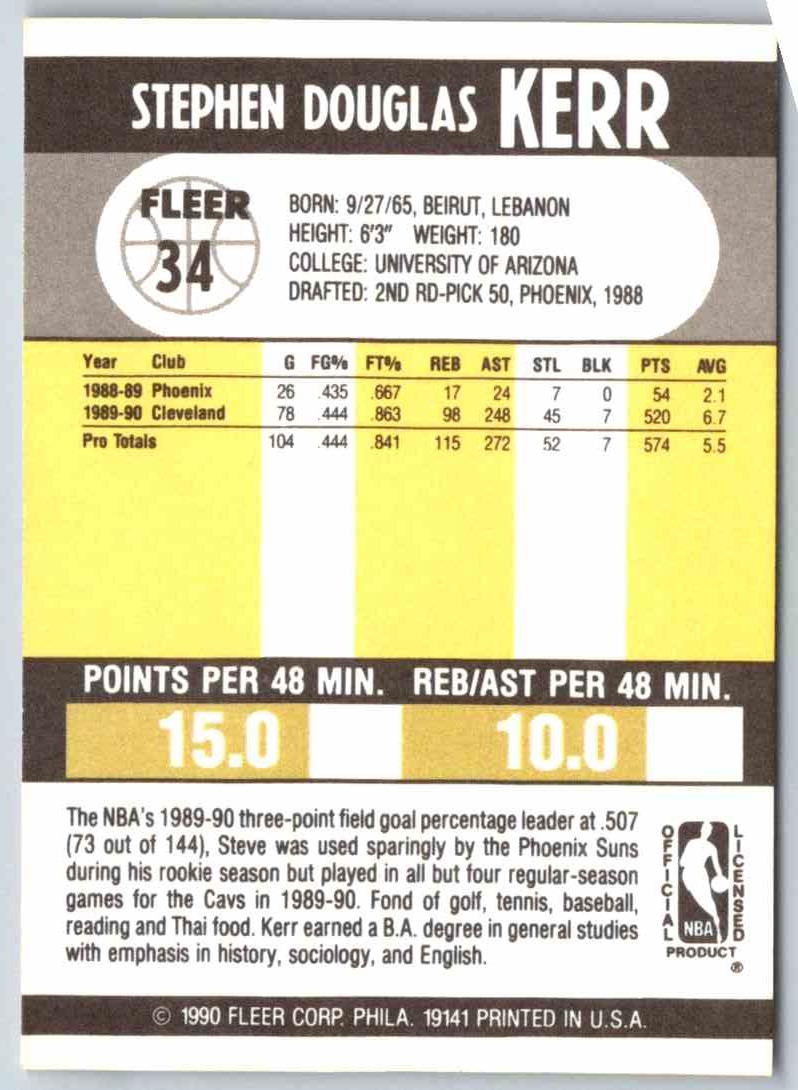 STEPHEN DOUGLAS KERR
FLEER
34
BORN: 9/27/65, BEIRUT, LEBANON
HEIGHT: 6'3" WEIGHT: 180
COLLEGE: UNIVERSITY OF ARIZONA
DRAFTED: 2ND RD-PICK 50, PHOENIX, 1988
Year Club G FG% FT% REB AST STL BLK PTS AVG
1988-89 Phoenix 26 .435 .667 17 24 7 0 54 2.1
1989-90 Cleveland 78 .444 .863 98 248 45 7 520 6.7
Pro Totals 104 .444 .841 115 272 52 7 574 5.5
POINTS PER 48 MIN. REB/AST PER 48 MIN.
15.0 10.0
The NBA's 1989-90 three-point field goal percentage leader at .507
(73 out of 144), Steve was used sparingly by the Phoenix Suns
during his rookie season but played in all but four regular-season
games for the Cavs in 1989-90. Fond of golf, tennis, baseball,
reading and Thai food. Kerr earned a B.A. degree in general studies
with emphasis in history, sociology, and English.
OFFICIAL
LICENSED
NBA
PRODUCT
®
© 1990 FLEER CORP. PHILA. 19141 PRINTED IN U.S.A.